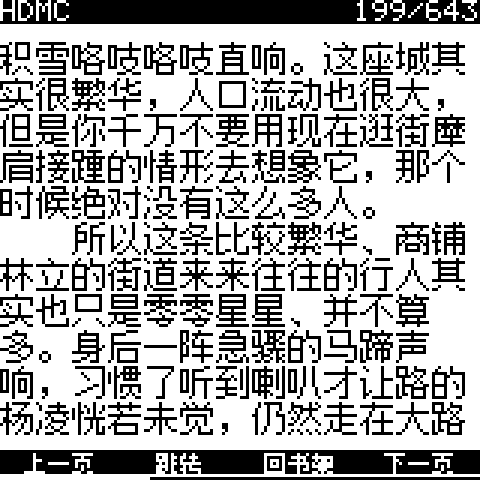 HDMC 199/643
积雪咯吱咯吱直响。这座城其
实很繁华，人口流动也很大，
但是你千万不要用现在逛街摩
肩接踵的情形去想象它，那个
时候绝对没有这么多人。
所以这条比较繁华、商铺
林立的街道来来往往的行人其
实也只是零零星星、并不算
多。身后一阵急骤的马蹄声
响，习惯了听到喇叭才让路的
杨凌恍若未觉，仍然走在大路
上一页 跳转 回书架 下一页